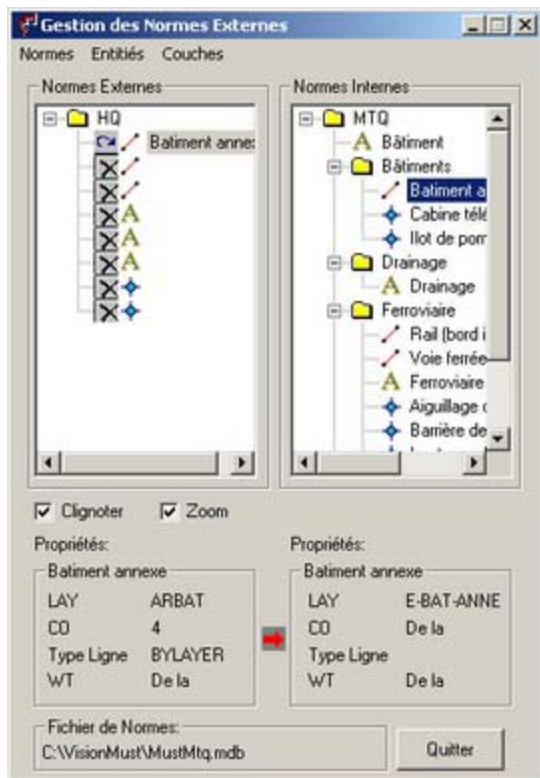 Gestion des Normes Externes
Normes Entitiés Couches
Normes Externes
HQ
Batiment annex
Normes Internes
MTQ
A Bâtiment
Bâtiments
Batiment a
Cabine télé
Ilot de pom
Drainage
A Drainage
Ferroviaire
Rail (bord i
Voie ferrée
A Ferroviaire
Aiguillage
Barrière de
Clignoter Zoom
Propriétés: Propriétés:
Batiment annexe
LAY ARBAT
CO 4
Type Ligne BYLAYER
WT De la
Batiment annexe
LAY E-BAT-ANNE
CO De la
Type Ligne
WT De la
Fichier de Normes:
C:\VisionMust\MustMtq.mdb
Quitter